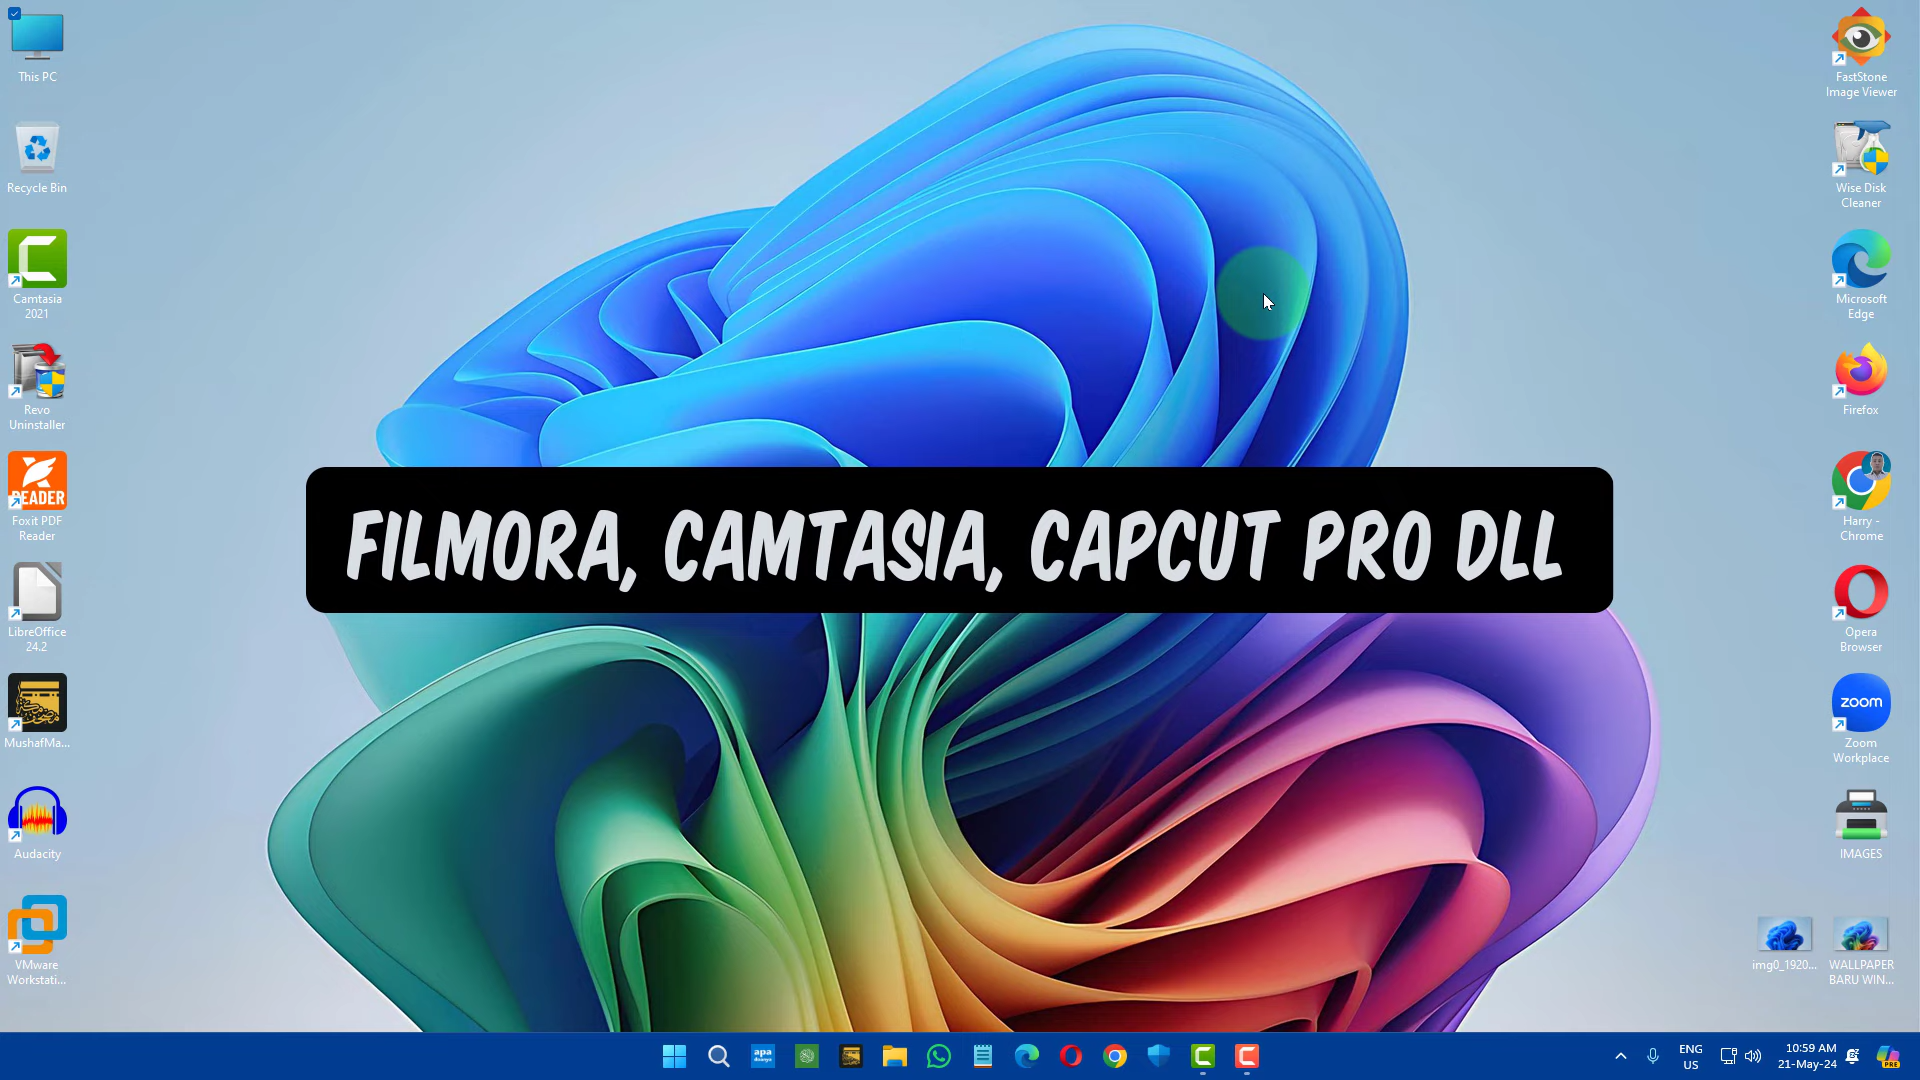 This PC
Recycle Bin
Camtasia
2021
Revo
Uninstaller
READER
Foxit PDF
Reader
LibreOffice
24.2
MushafMa...
Audacity
VMware
Workstati...
FILMORA, CAMTASIA, CAPCUT PRO DLL
FastStone
Image Viewer
Wise Disk
Cleaner
Microsoft
Edge
Firefox
Harry -
Chrome
Opera
Browser
zoom
Zoom
Workplace
IMAGES
img0_1920...
WALLPAPER
BARU WIN...
apa
ENG
US
10:59 AM
21-May-24
PRE